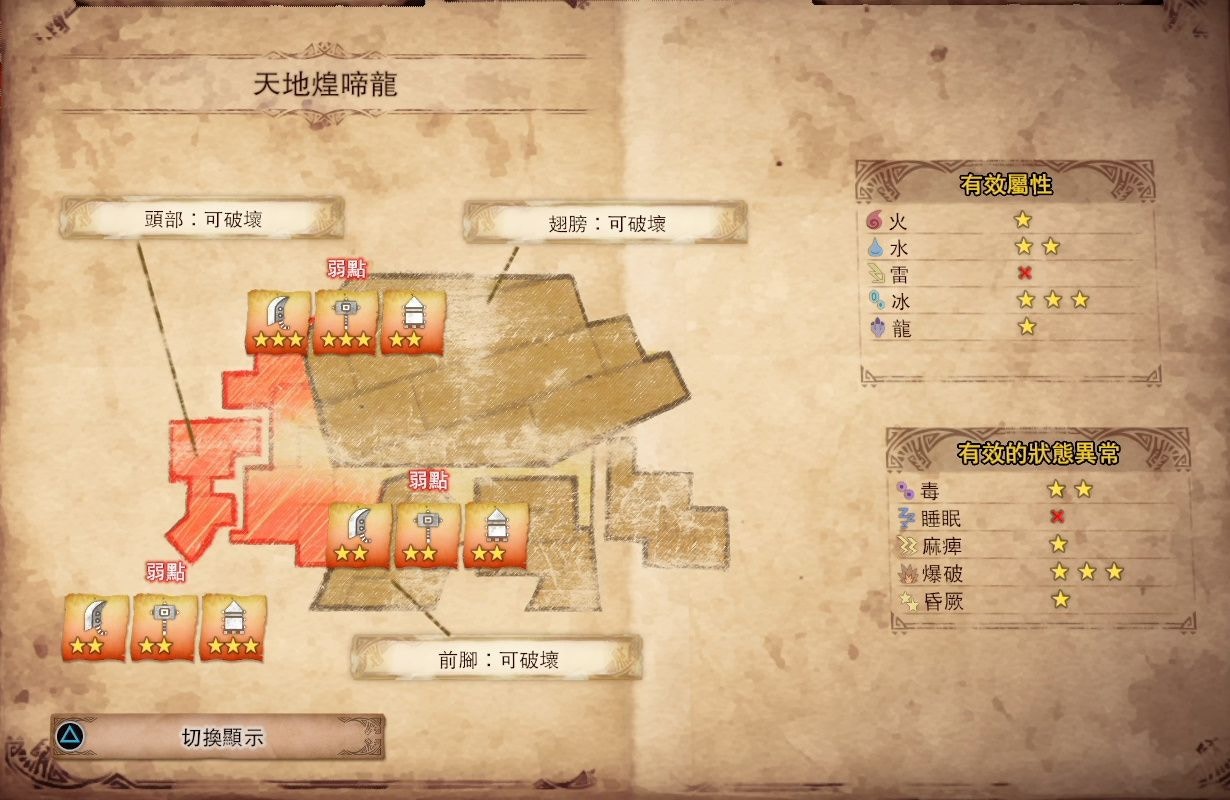 天地煌啼龍
頭部：可破壞
翅膀：可破壞
弱點
弱點
弱點
前腳：可破壞
切換顯示
有效屬性
火
水
雷
冰
龍
有效的狀態異常
毒
睡眠
麻痺
爆破
昏厥